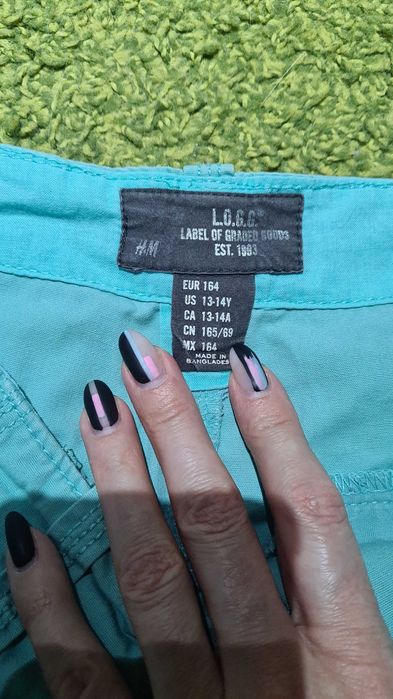 L.O.G.G.®
LABEL OF GRADED GOODS
H&M EST. 1993
EUR 164
US 13-14Y
CA 13-14A
CN 165/69
MX 164
MADE IN
BANGLADESH